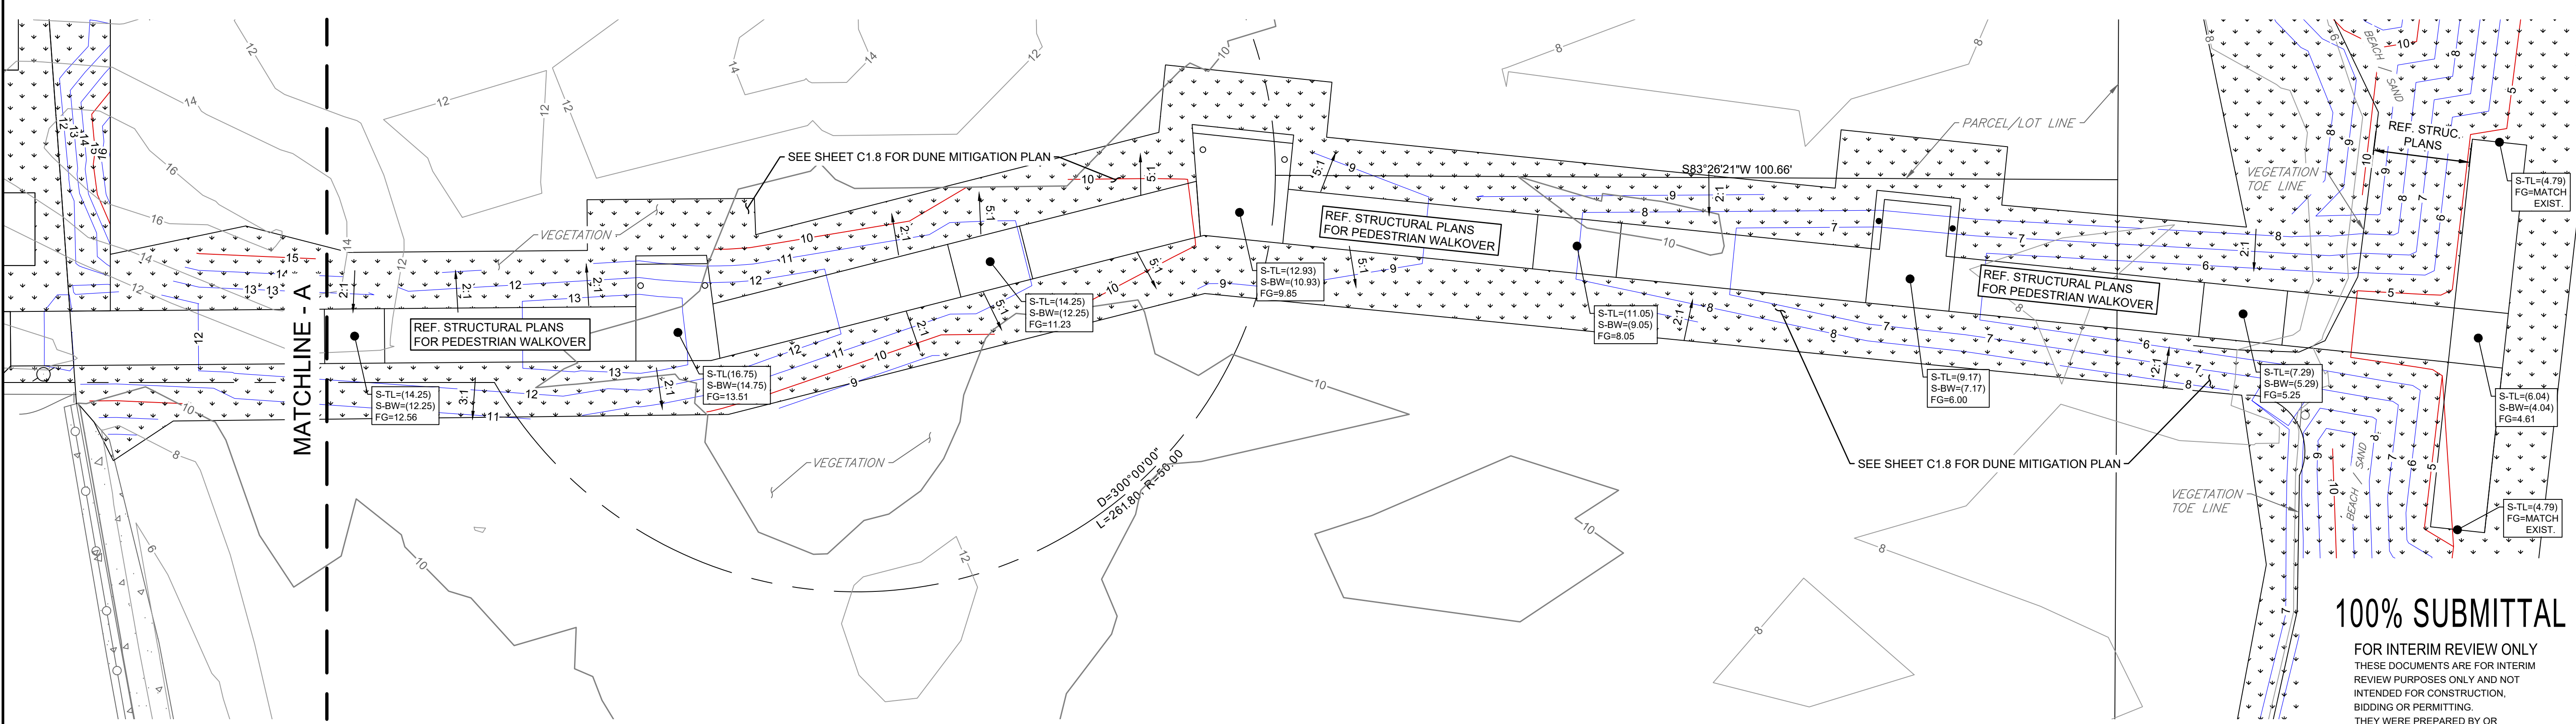 MATCHLINE - A
SEE SHEET C1.8 FOR DUNE MITIGATION PLAN
VEGETATION
REF. STRUCTURAL PLANS
FOR PEDESTRIAN WALKOVER
S-TL=(14.25)
S-BW=(12.25)
FG=12.56
S-TL(16.75)
S-BW=(14.75)
FG=13.51
S-TL=(14.25)
S-BW=(12.25)
FG=11.23
S-TL=(12.93)
S-BW=(10.93)
FG=9.85
VEGETATION
D=300°00'00"
L=261.80, R=50.00
REF. STRUCTURAL PLANS
FOR PEDESTRIAN WALKOVER
S83°26'21"W 100.66'
PARCEL/LOT LINE
S-TL=(11.05)
S-BW=(9.05)
FG=8.05
S-TL=(9.17)
S-BW=(7.17)
FG=6.00
REF. STRUCTURAL PLANS
FOR PEDESTRIAN WALKOVER
S-TL=(7.29)
S-BW=(5.29)
FG=5.25
SEE SHEET C1.8 FOR DUNE MITIGATION PLAN
VEGETATION
TOE LINE
BEACH / SAND
REF. STRUC.
PLANS
S-TL=(4.79)
FG=MATCH
EXIST.
S-TL=(6.04)
S-BW=(4.04)
FG=4.61
VEGETATION
TOE LINE
BEACH / SAND
S-TL=(4.79)
FG=MATCH
EXIST.
100% SUBMITTAL
FOR INTERIM REVIEW ONLY
THESE DOCUMENTS ARE FOR INTERIM
REVIEW PURPOSES ONLY AND NOT
INTENDED FOR CONSTRUCTION,
BIDDING OR PERMITTING.
THEY WERE PREPARED BY OR